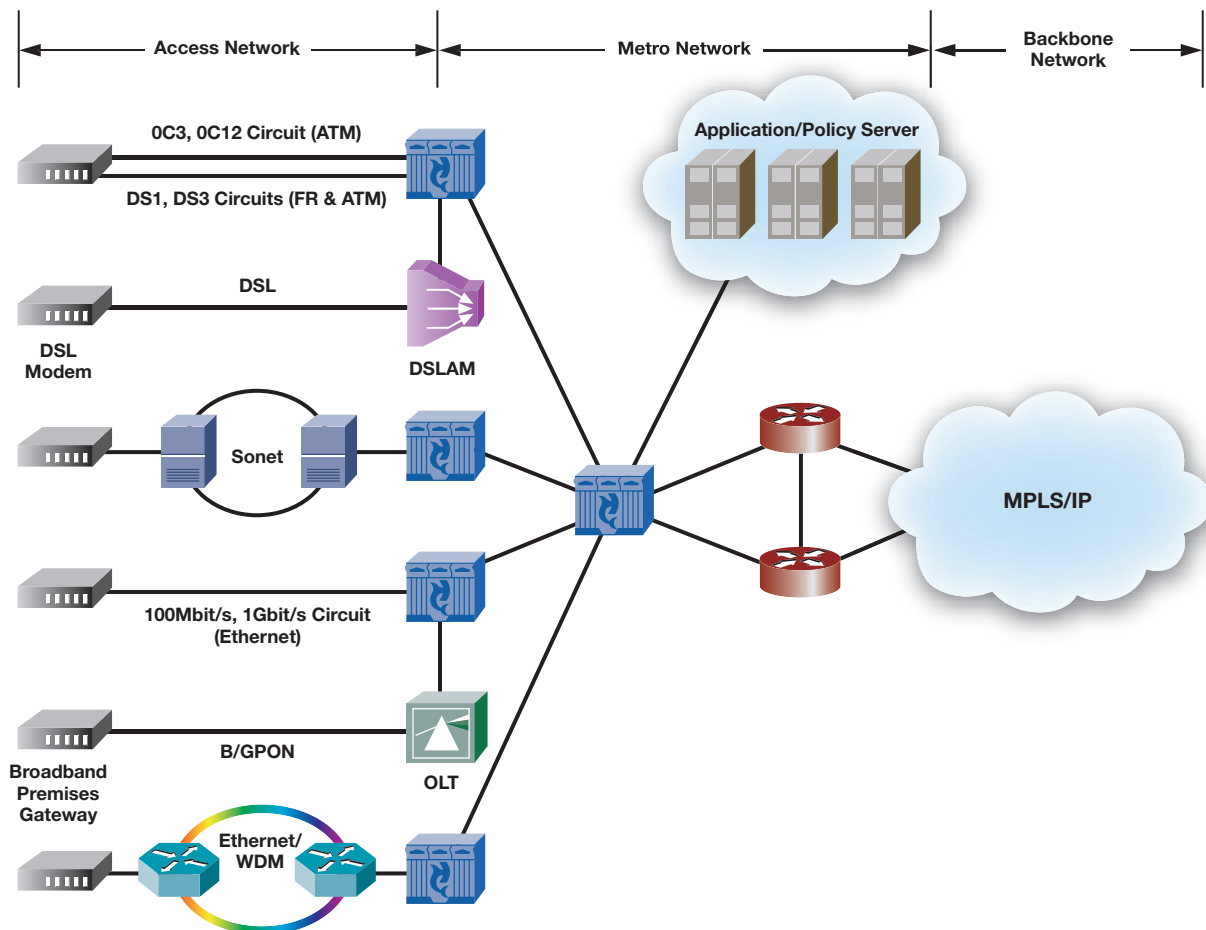 Access Network
Metro Network
Backbone
Network
0C3, 0C12 Circuit (ATM)
DS1, DS3 Circuits (FR & ATM)
Application/Policy Server
DSL
DSL
Modem
DSLAM
Sonet
MPLS/IP
100Mbit/s, 1Gbit/s Circuit
(Ethernet)
B/GPON
Broadband
Premises
Gateway
OLT
Ethernet/
WDM